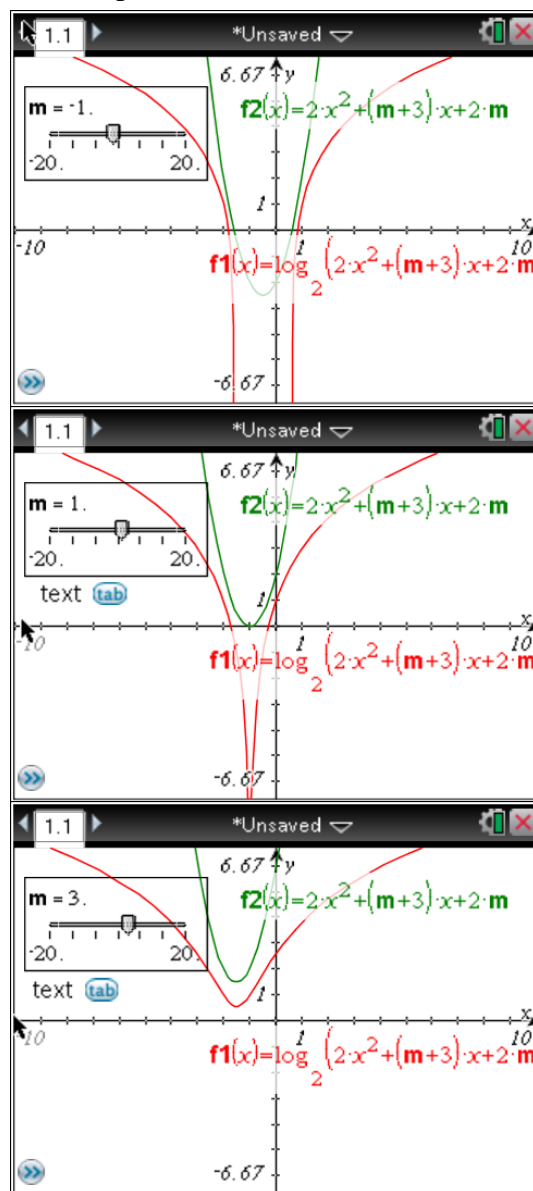 1.1
*Unsaved
6.67 y
m = -1.
f2(x)=2·x²+(m+3)·x+2·m
-20. 20.
1
x
-10 1 10
f1(x)=log₂(2·x²+(m+3)·x+2·m
-6.67
1.1
*Unsaved
6.67 y
m = 1.
f2(x)=2·x²+(m+3)·x+2·m
-20. 20.
text tab
1
x
-10 1 10
f1(x)=log₂(2·x²+(m+3)·x+2·m
-6.67
1.1
*Unsaved
6.67 y
m = 3.
f2(x)=2·x²+(m+3)·x+2·m
-20. 20.
text tab
1
x
10 1 10
f1(x)=log₂(2·x²+(m+3)·x+2·m
-6.67